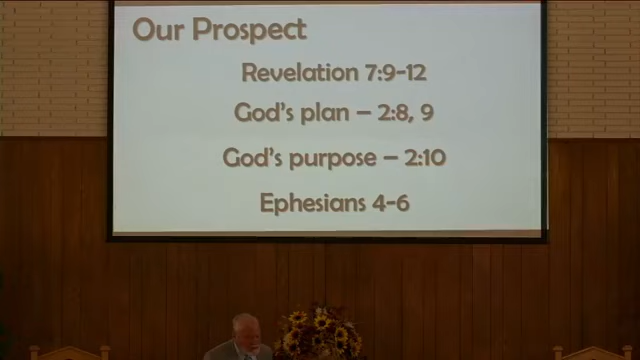 Our Prospect
Revelation 7:9-12
God's plan – 2:8, 9
God's purpose – 2:10
Ephesians 4-6